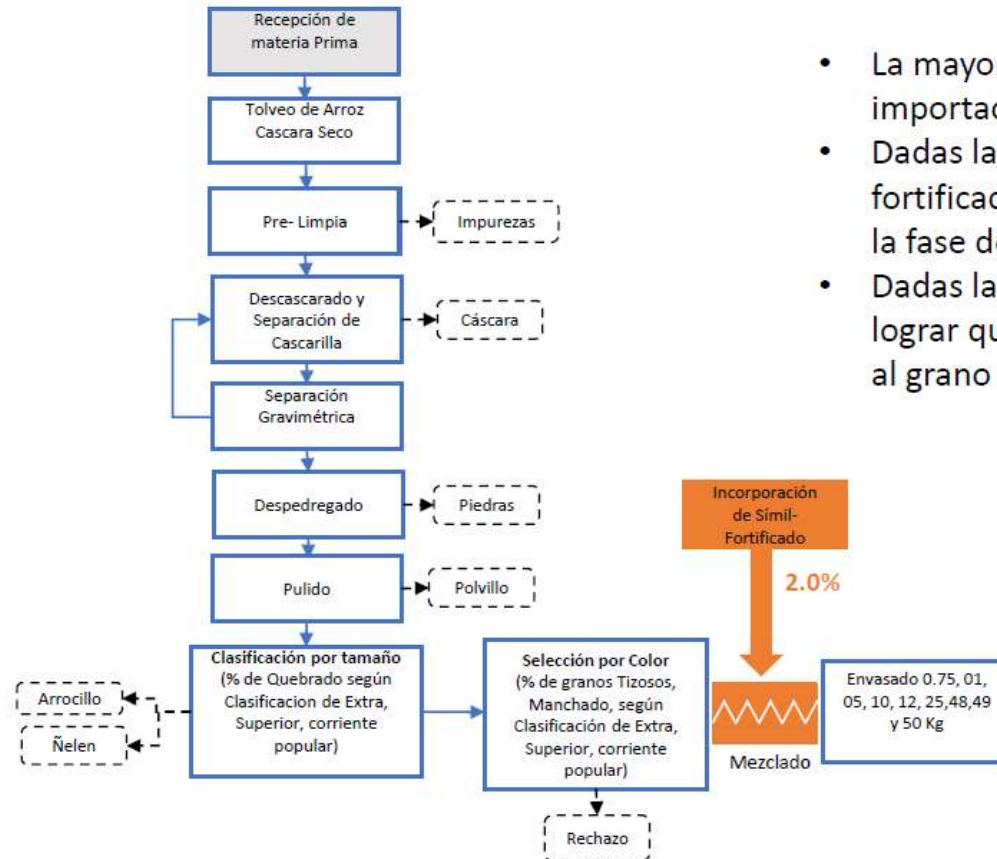 Recepción de
materia Prima
Tolveo de Arroz
Cascara Seco
Pre- Limpia
Impurezas
Descascarado y
Separación de
Cascarilla
Cáscara
Separación
Gravimétrica
Despedregado
Piedras
Pulido
Polvillo
Clasificación por tamaño
(% de Quebrado según
Clasificacion de Extra,
Superior, corriente
popular)
Arrocillo
Ñelen
Selección por Color
(% de granos Tizosos,
Manchado, según
Clasificación de Extra,
Superior, corriente
popular)
Rechazo
Incorporación
de Símil-
Fortificado
2.0%
Mezclado
Envasado 0.75, 01,
05, 10, 12, 25,48,49
y 50 Kg
• La mayo
importad
• Dadas la
fortificad
la fase d
• Dadas la
lograr qu
al grano